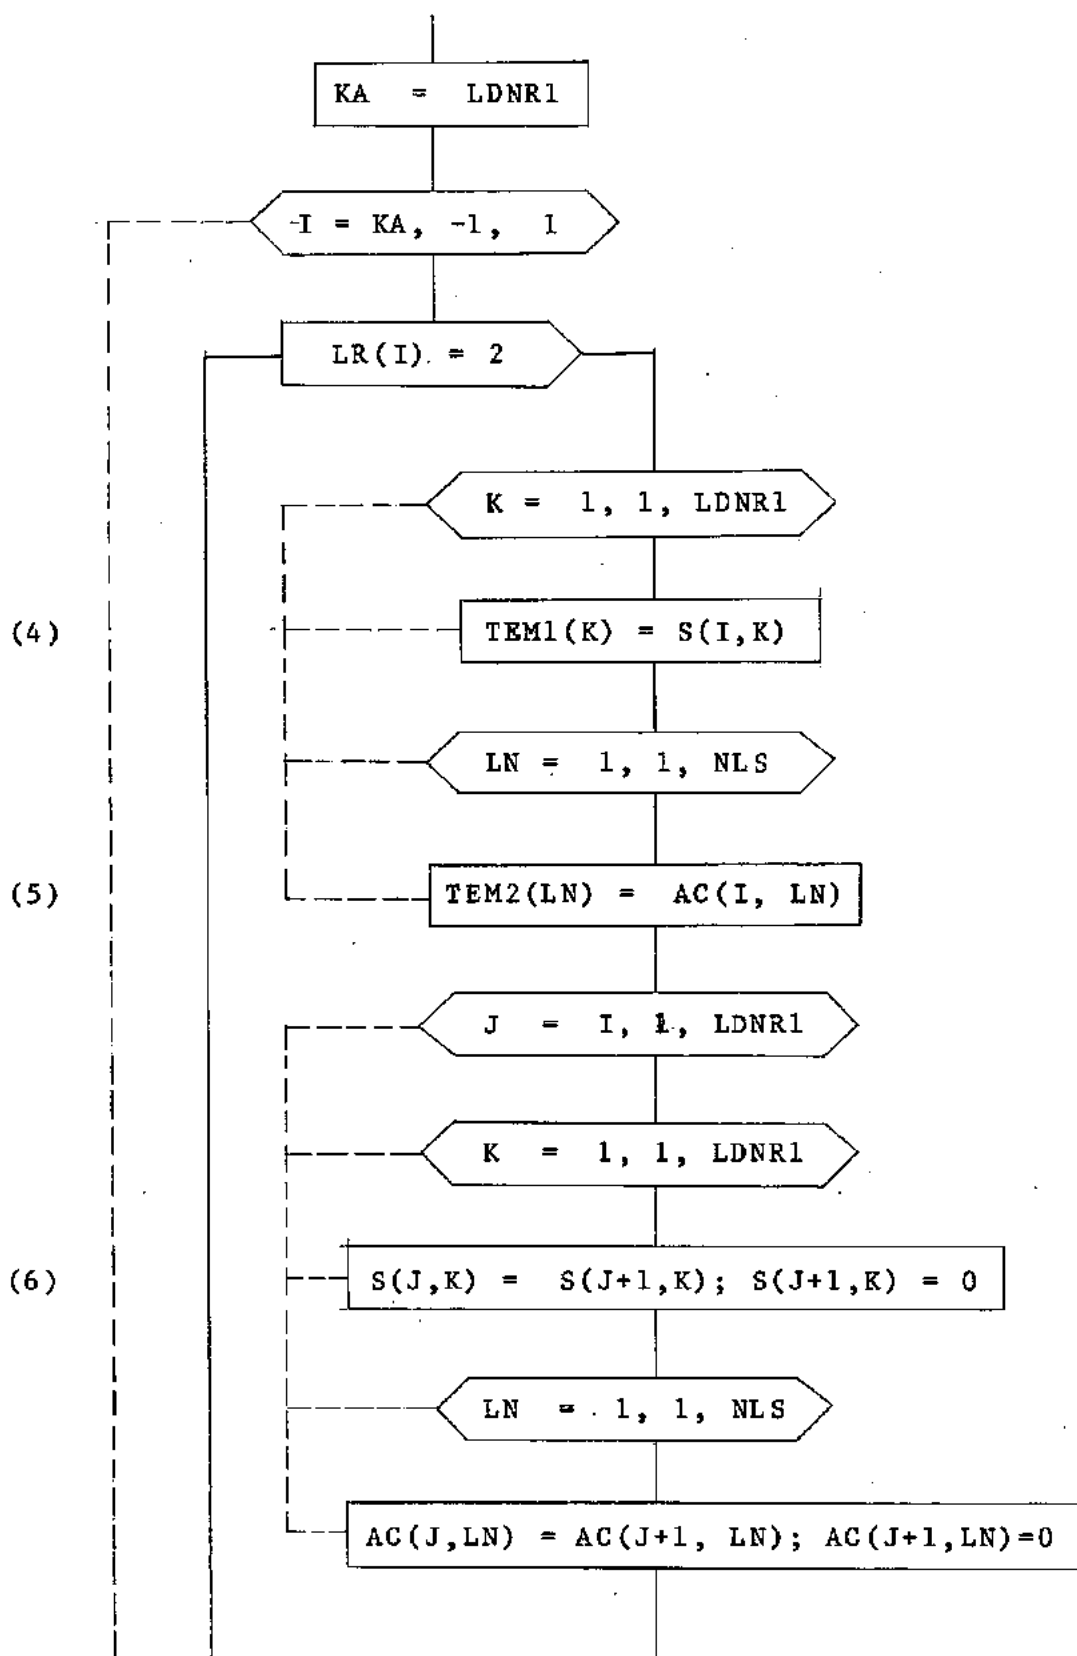 KA = LDNR1
I = KA, -1, 1
LR(I) = 2
K = 1, 1, LDNR1
(4) TEM1(K) = S(I,K)
LN = 1, 1, NLS
(5) TEM2(LN) = AC(I, LN)
J = I, 1, LDNR1
K = 1, 1, LDNR1
(6) S(J,K) = S(J+1,K); S(J+1,K) = 0
LN = 1, 1, NLS
AC(J,LN) = AC(J+1, LN); AC(J+1,LN)=0